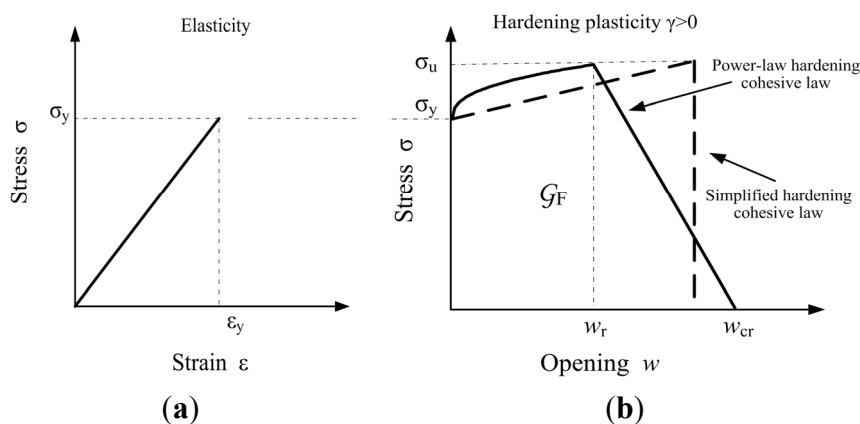 Elasticity
σy
Stress σ
εy
Strain ε
(a)
Hardening plasticity γ>0
σu
σy
Stress σ
Power-law hardening
cohesive law
Simplified hardening
cohesive law
𝒢F
wr
wcr
Opening w
(b)